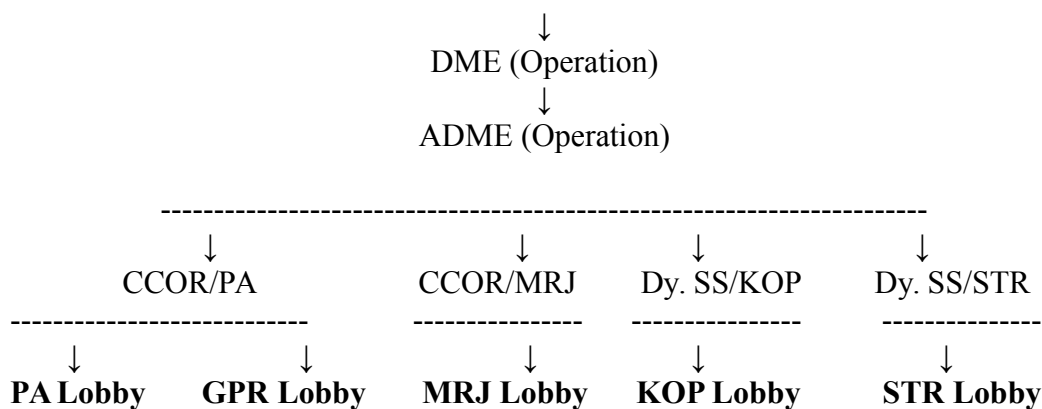 ↓
DME (Operation)
↓
ADME (Operation)
-------------------------------------------------------------------------
↓ ↓ ↓ ↓
CCOR/PA CCOR/MRJ Dy. SS/KOP Dy. SS/STR
---------------------------- ---------------- ---------------- ---------------
↓ ↓ ↓ ↓ ↓
PA Lobby GPR Lobby MRJ Lobby KOP Lobby STR Lobby